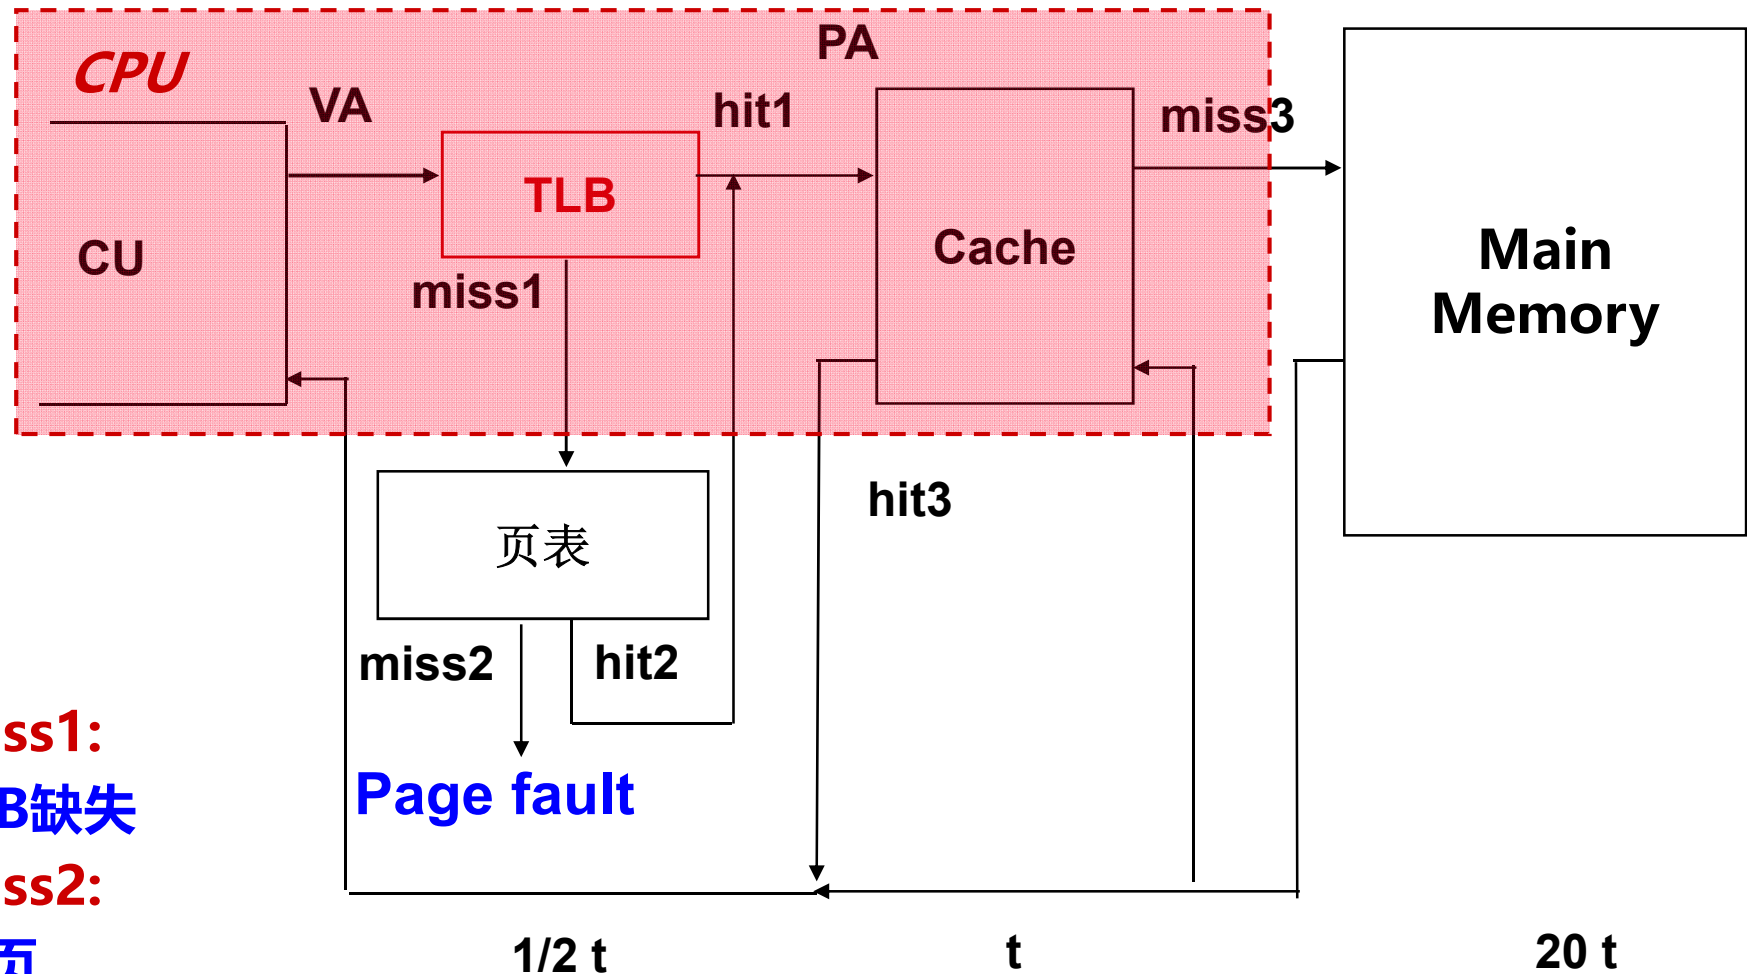 CPU
PA
VA
hit1
miss3
TLB
CU
Cache
Main
Memory
miss1
hit3
页表
miss2
hit2
ss1:
B缺失
Page fault
ss2:
页
1/2 t
t
20 t